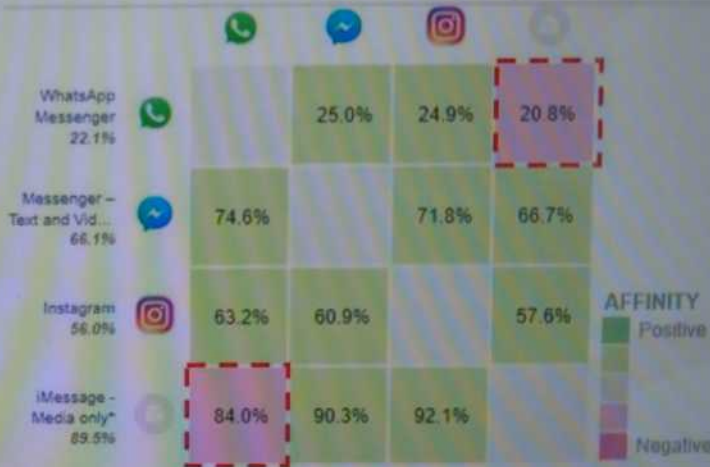 WhatsApp
Messenger
22.1%
25.0% 24.9% 20.8%
Messenger –
Text and Vid...
66.1%
74.6% 71.8% 66.7%
Instagram
56.0%
63.2% 60.9% 57.6%
iMessage -
Media only*
89.5%
84.0% 90.3% 92.1%
AFFINITY
Positive
Negative